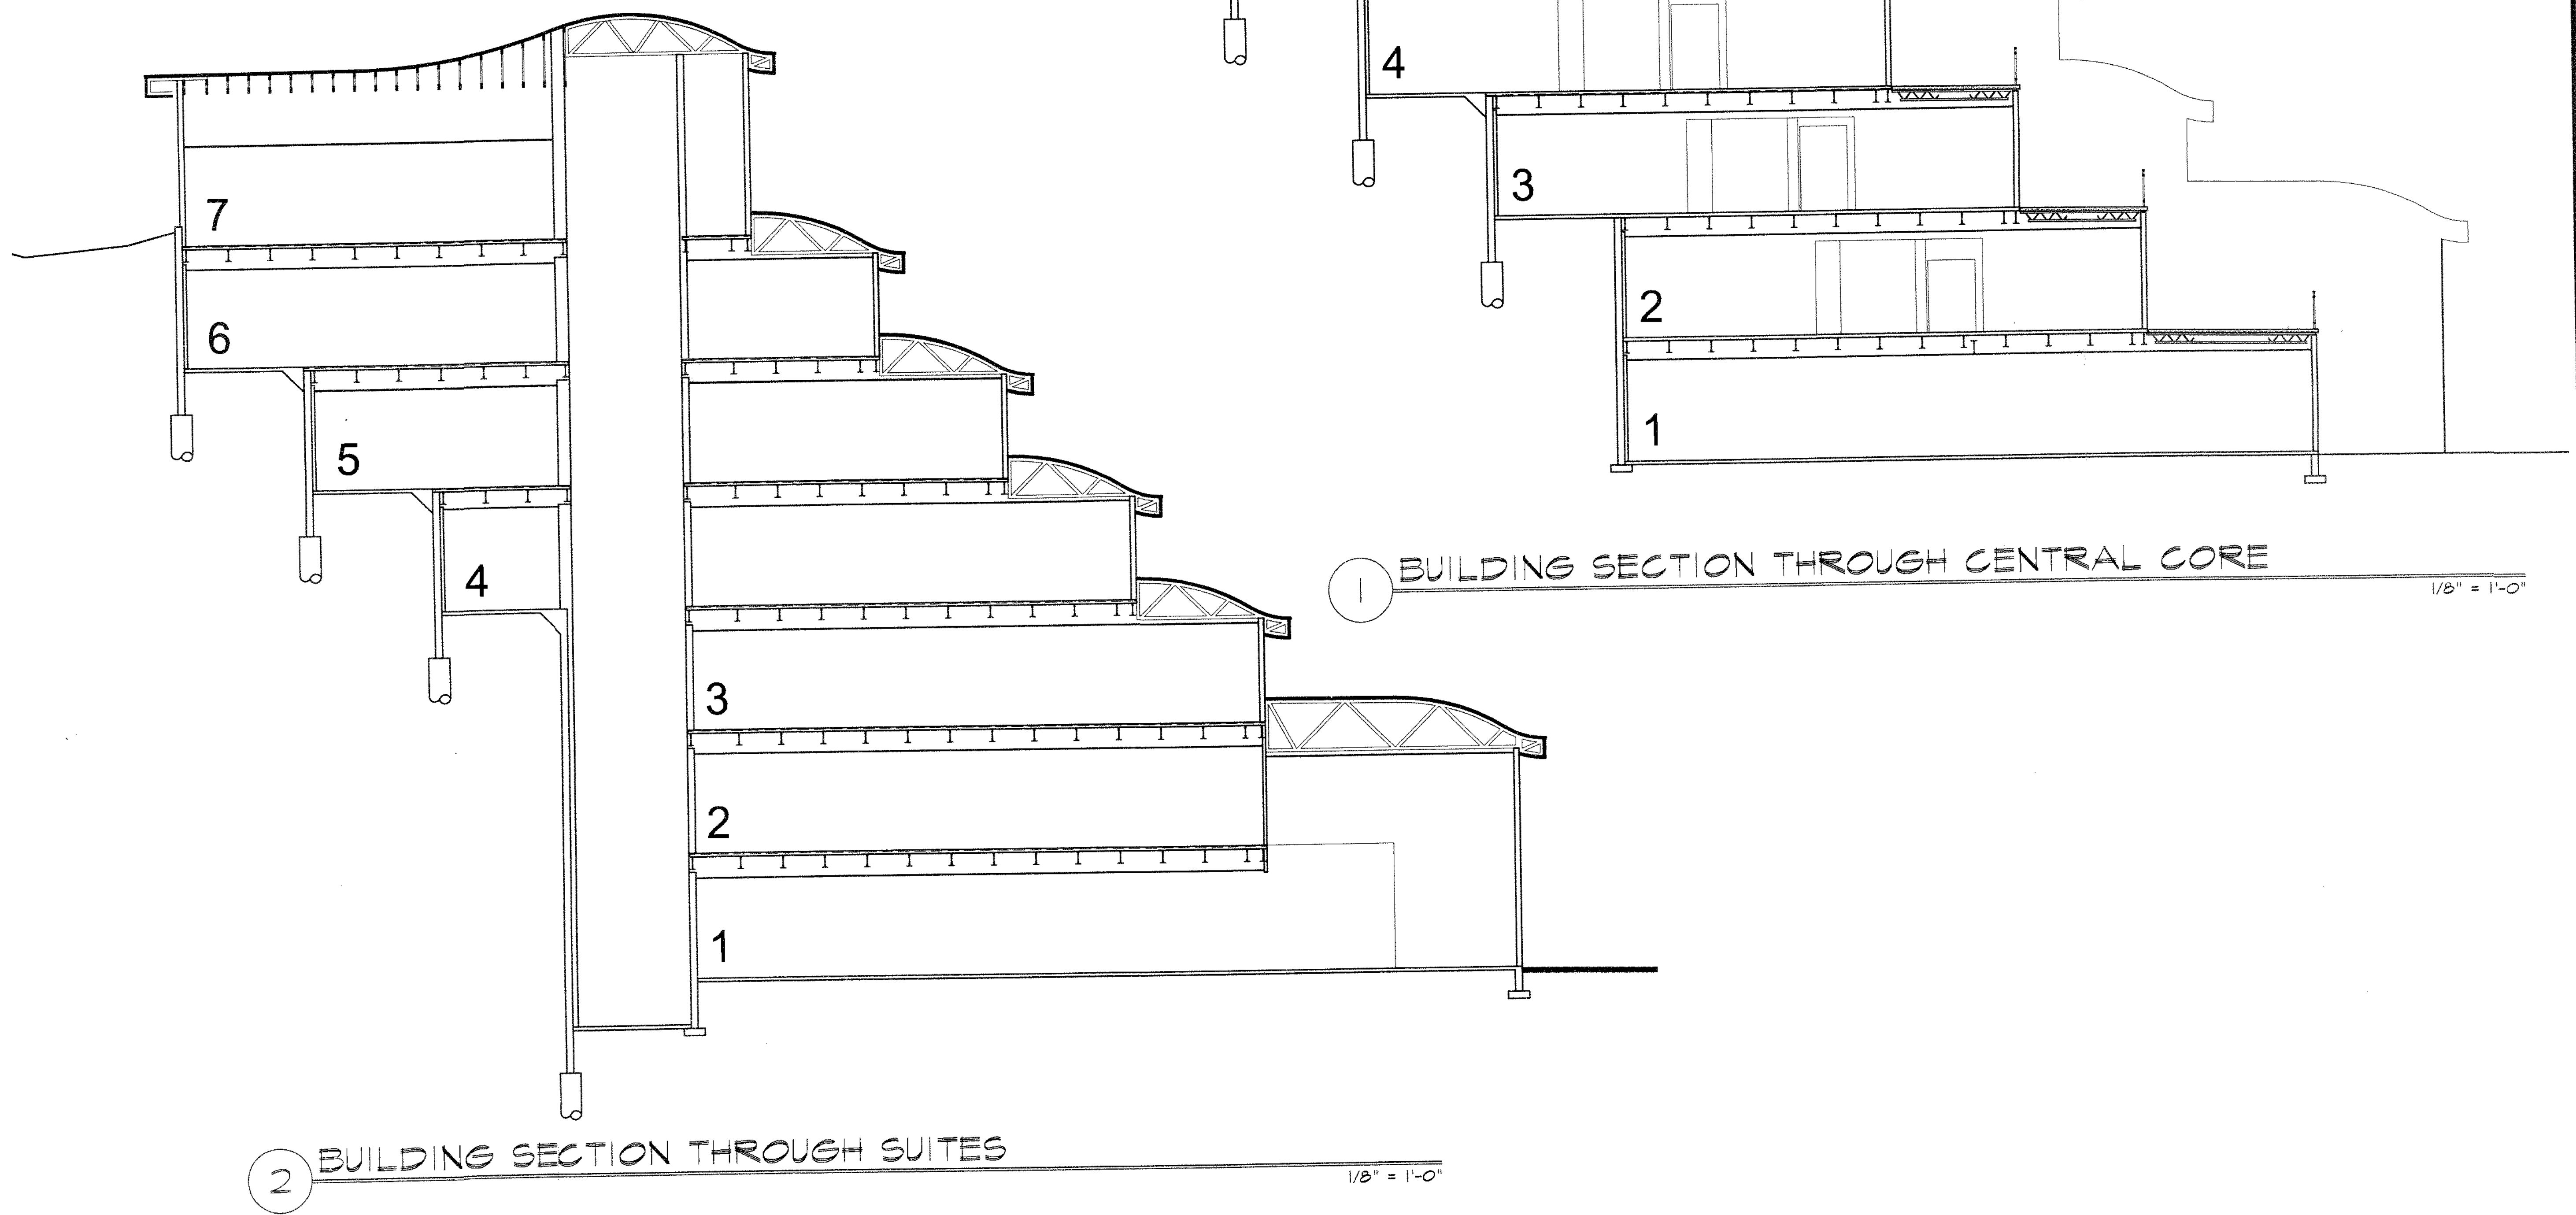 7
6
5
4
3
2
1
2 BUILDING SECTION THROUGH SUITES
1/8" = 1'-0"
4
3
2
1
1 BUILDING SECTION THROUGH CENTRAL CORE
1/8" = 1'-0"